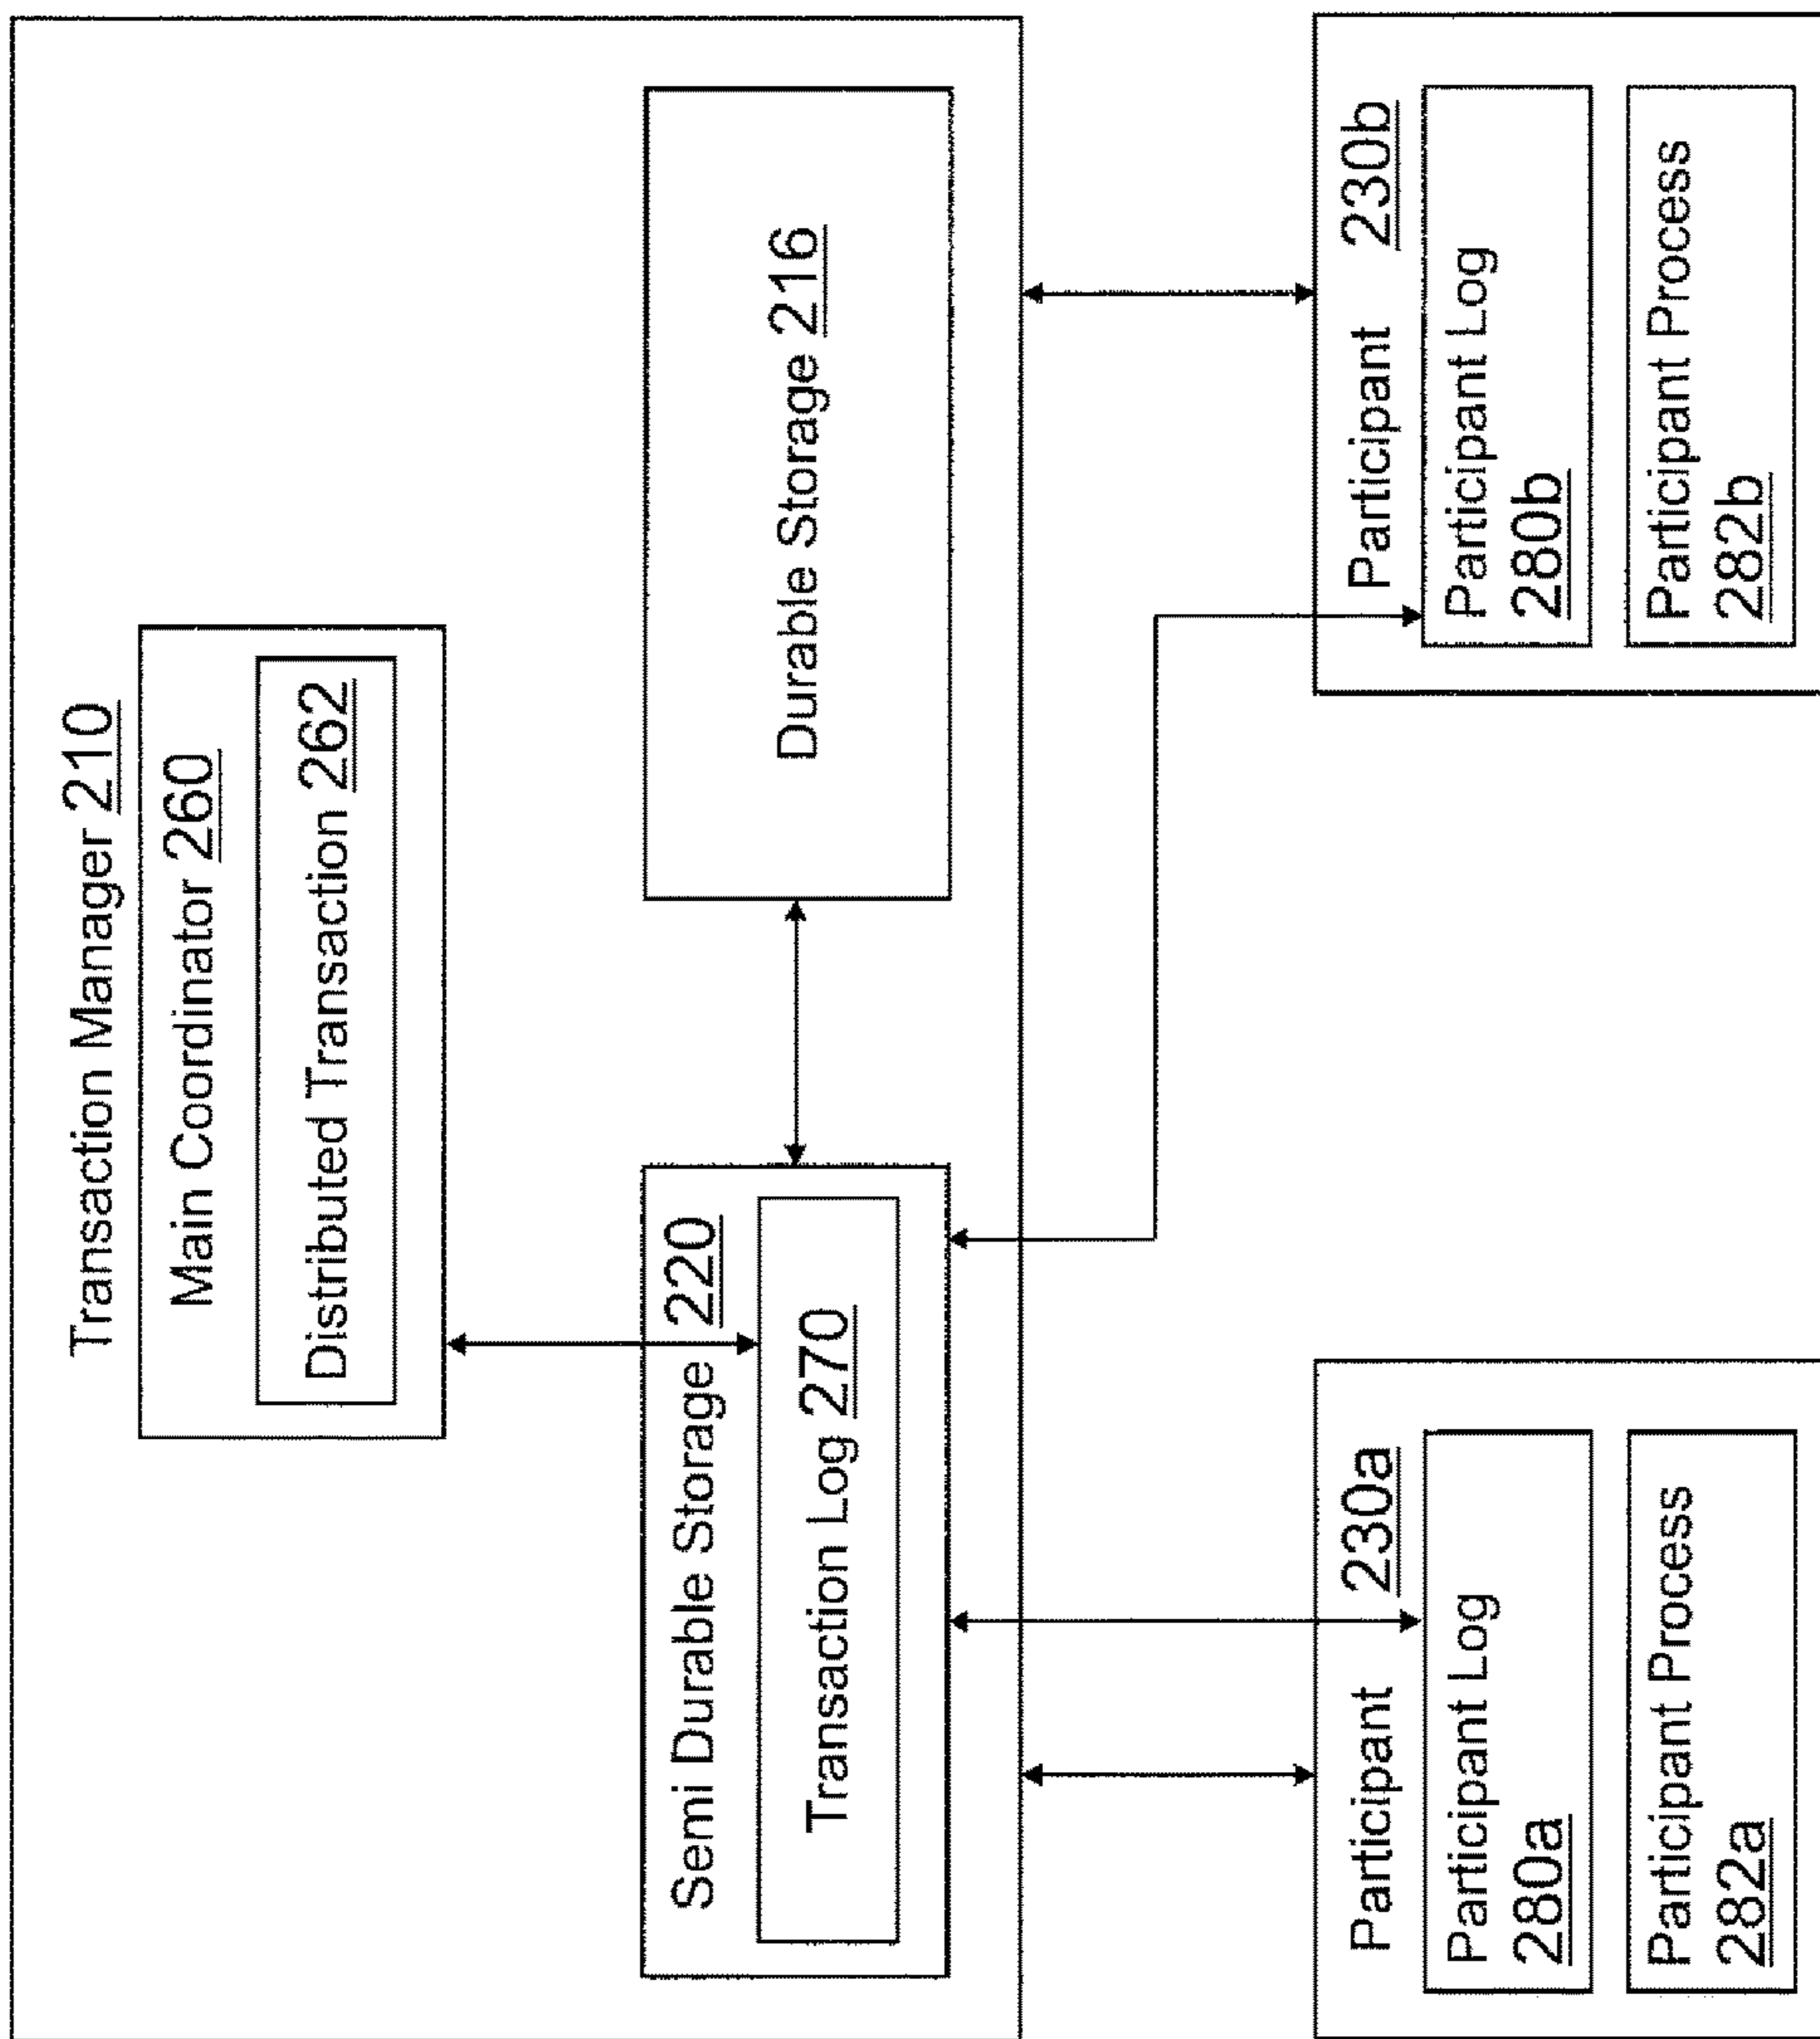 Transaction Manager 210
Main Coordinator 260
Distributed Transaction 262
Semi Durable Storage 220
Transaction Log 270
Durable Storage 216
Participant 230a
Participant Log
280a
Participant Process
282a
Participant 230b
Participant Log
280b
Participant Process
282b